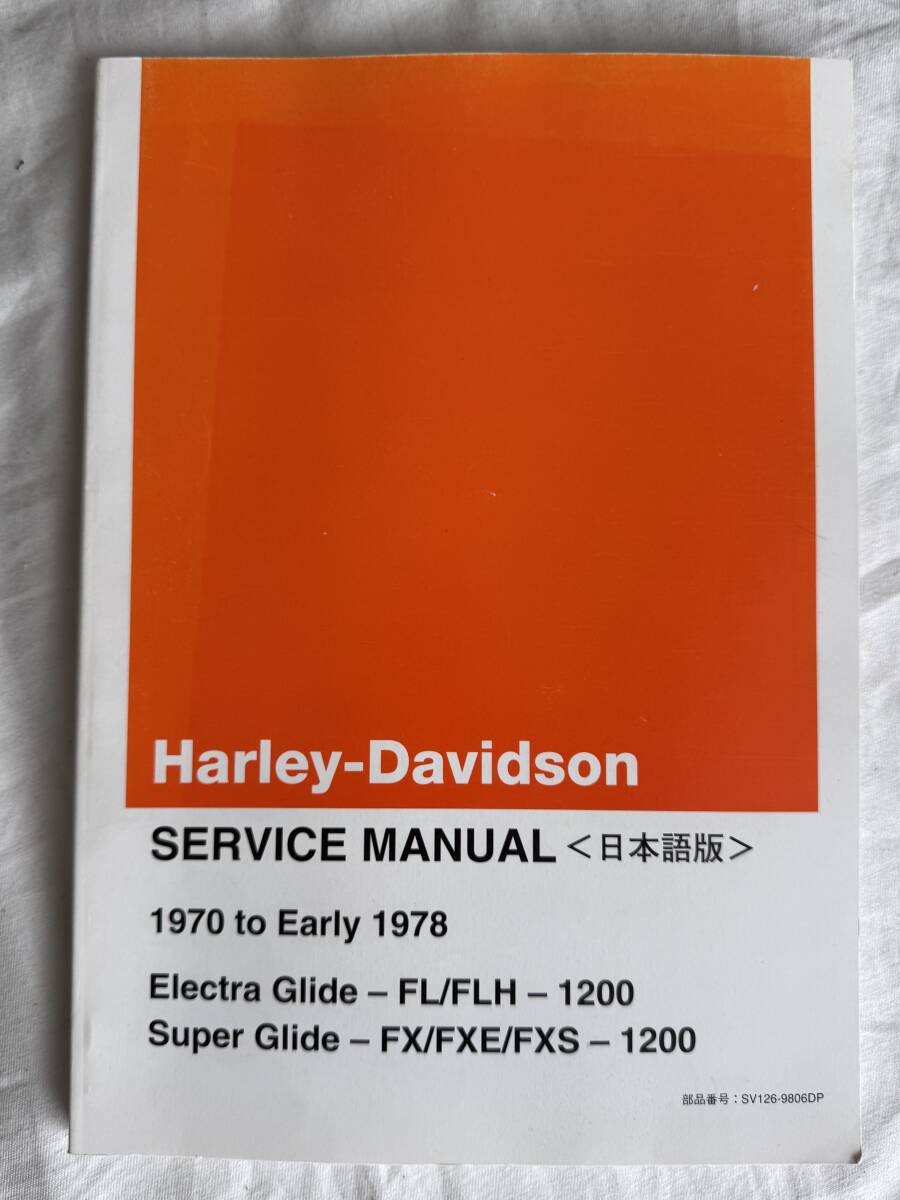 Harley-Davidson
SERVICE MANUAL <日本語版>
1970 to Early 1978
Electra Glide – FL/FLH – 1200
Super Glide – FX/FXE/FXS – 1200
部品番号：SV126-9806DP